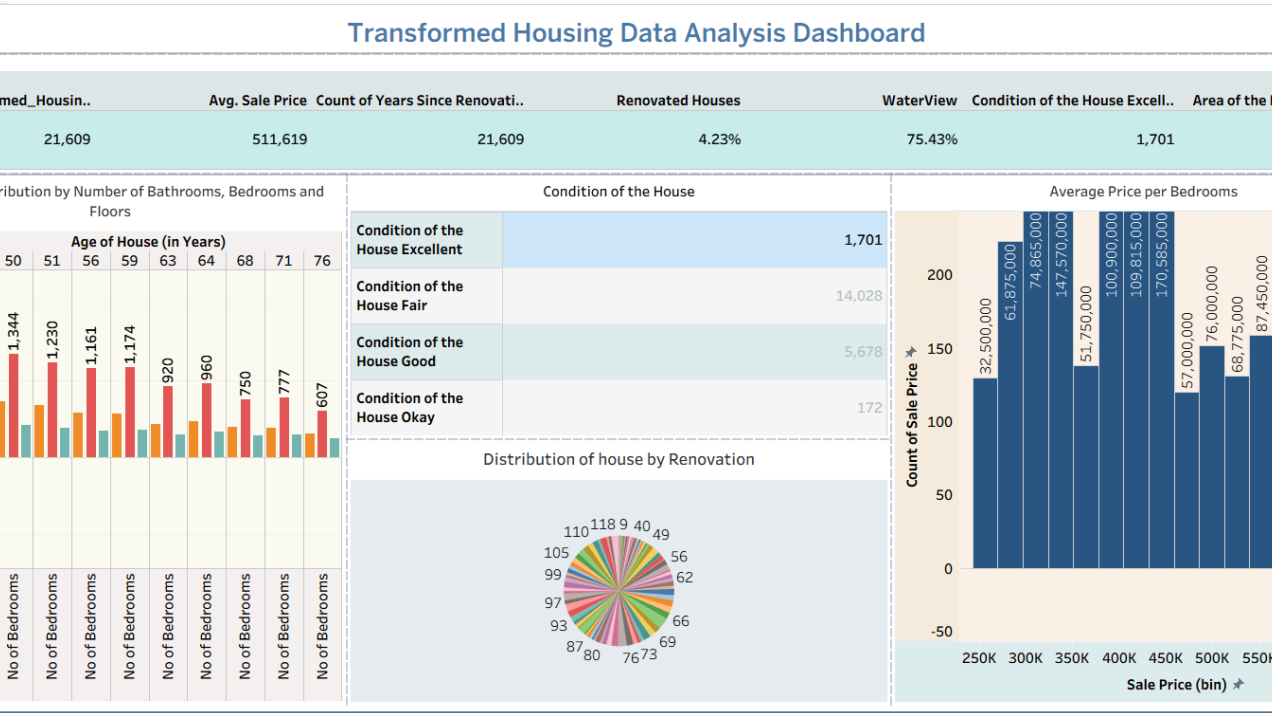 Transformed Housing Data Analysis Dashboard
med_Housin..
Avg. Sale Price
Count of Years Since Renovati..
Renovated Houses
WaterView
Condition of the House Excell..
Area of the
21,609
511,619
21,609
4.23%
75.43%
1,701
ribution by Number of Bathrooms, Bedrooms and
Floors
Age of House (in Years)
50 51 56 59 63 64 68 71 76
1,344
1,230
1,161
1,174
920
960
750
777
607
No of Bedrooms
No of Bedrooms
No of Bedrooms
No of Bedrooms
No of Bedrooms
No of Bedrooms
No of Bedrooms
No of Bedrooms
No of Bedrooms
Condition of the House
Condition of the
House Excellent
1,701
Condition of the
House Fair
14,028
Condition of the
House Good
5,678
Condition of the
House Okay
172
Distribution of house by Renovation
118
9
40
49
56
62
66
69
73
76
80
87
93
97
99
105
110
Average Price per Bedrooms
Count of Sale Price
200
150
100
50
0
-50
32,500,000
61,875,000
74,865,000
147,570,000
51,750,000
100,900,000
109,815,000
170,585,000
57,000,000
76,000,000
68,775,000
87,450,000
250K 300K 350K 400K 450K 500K 550K
Sale Price (bin)